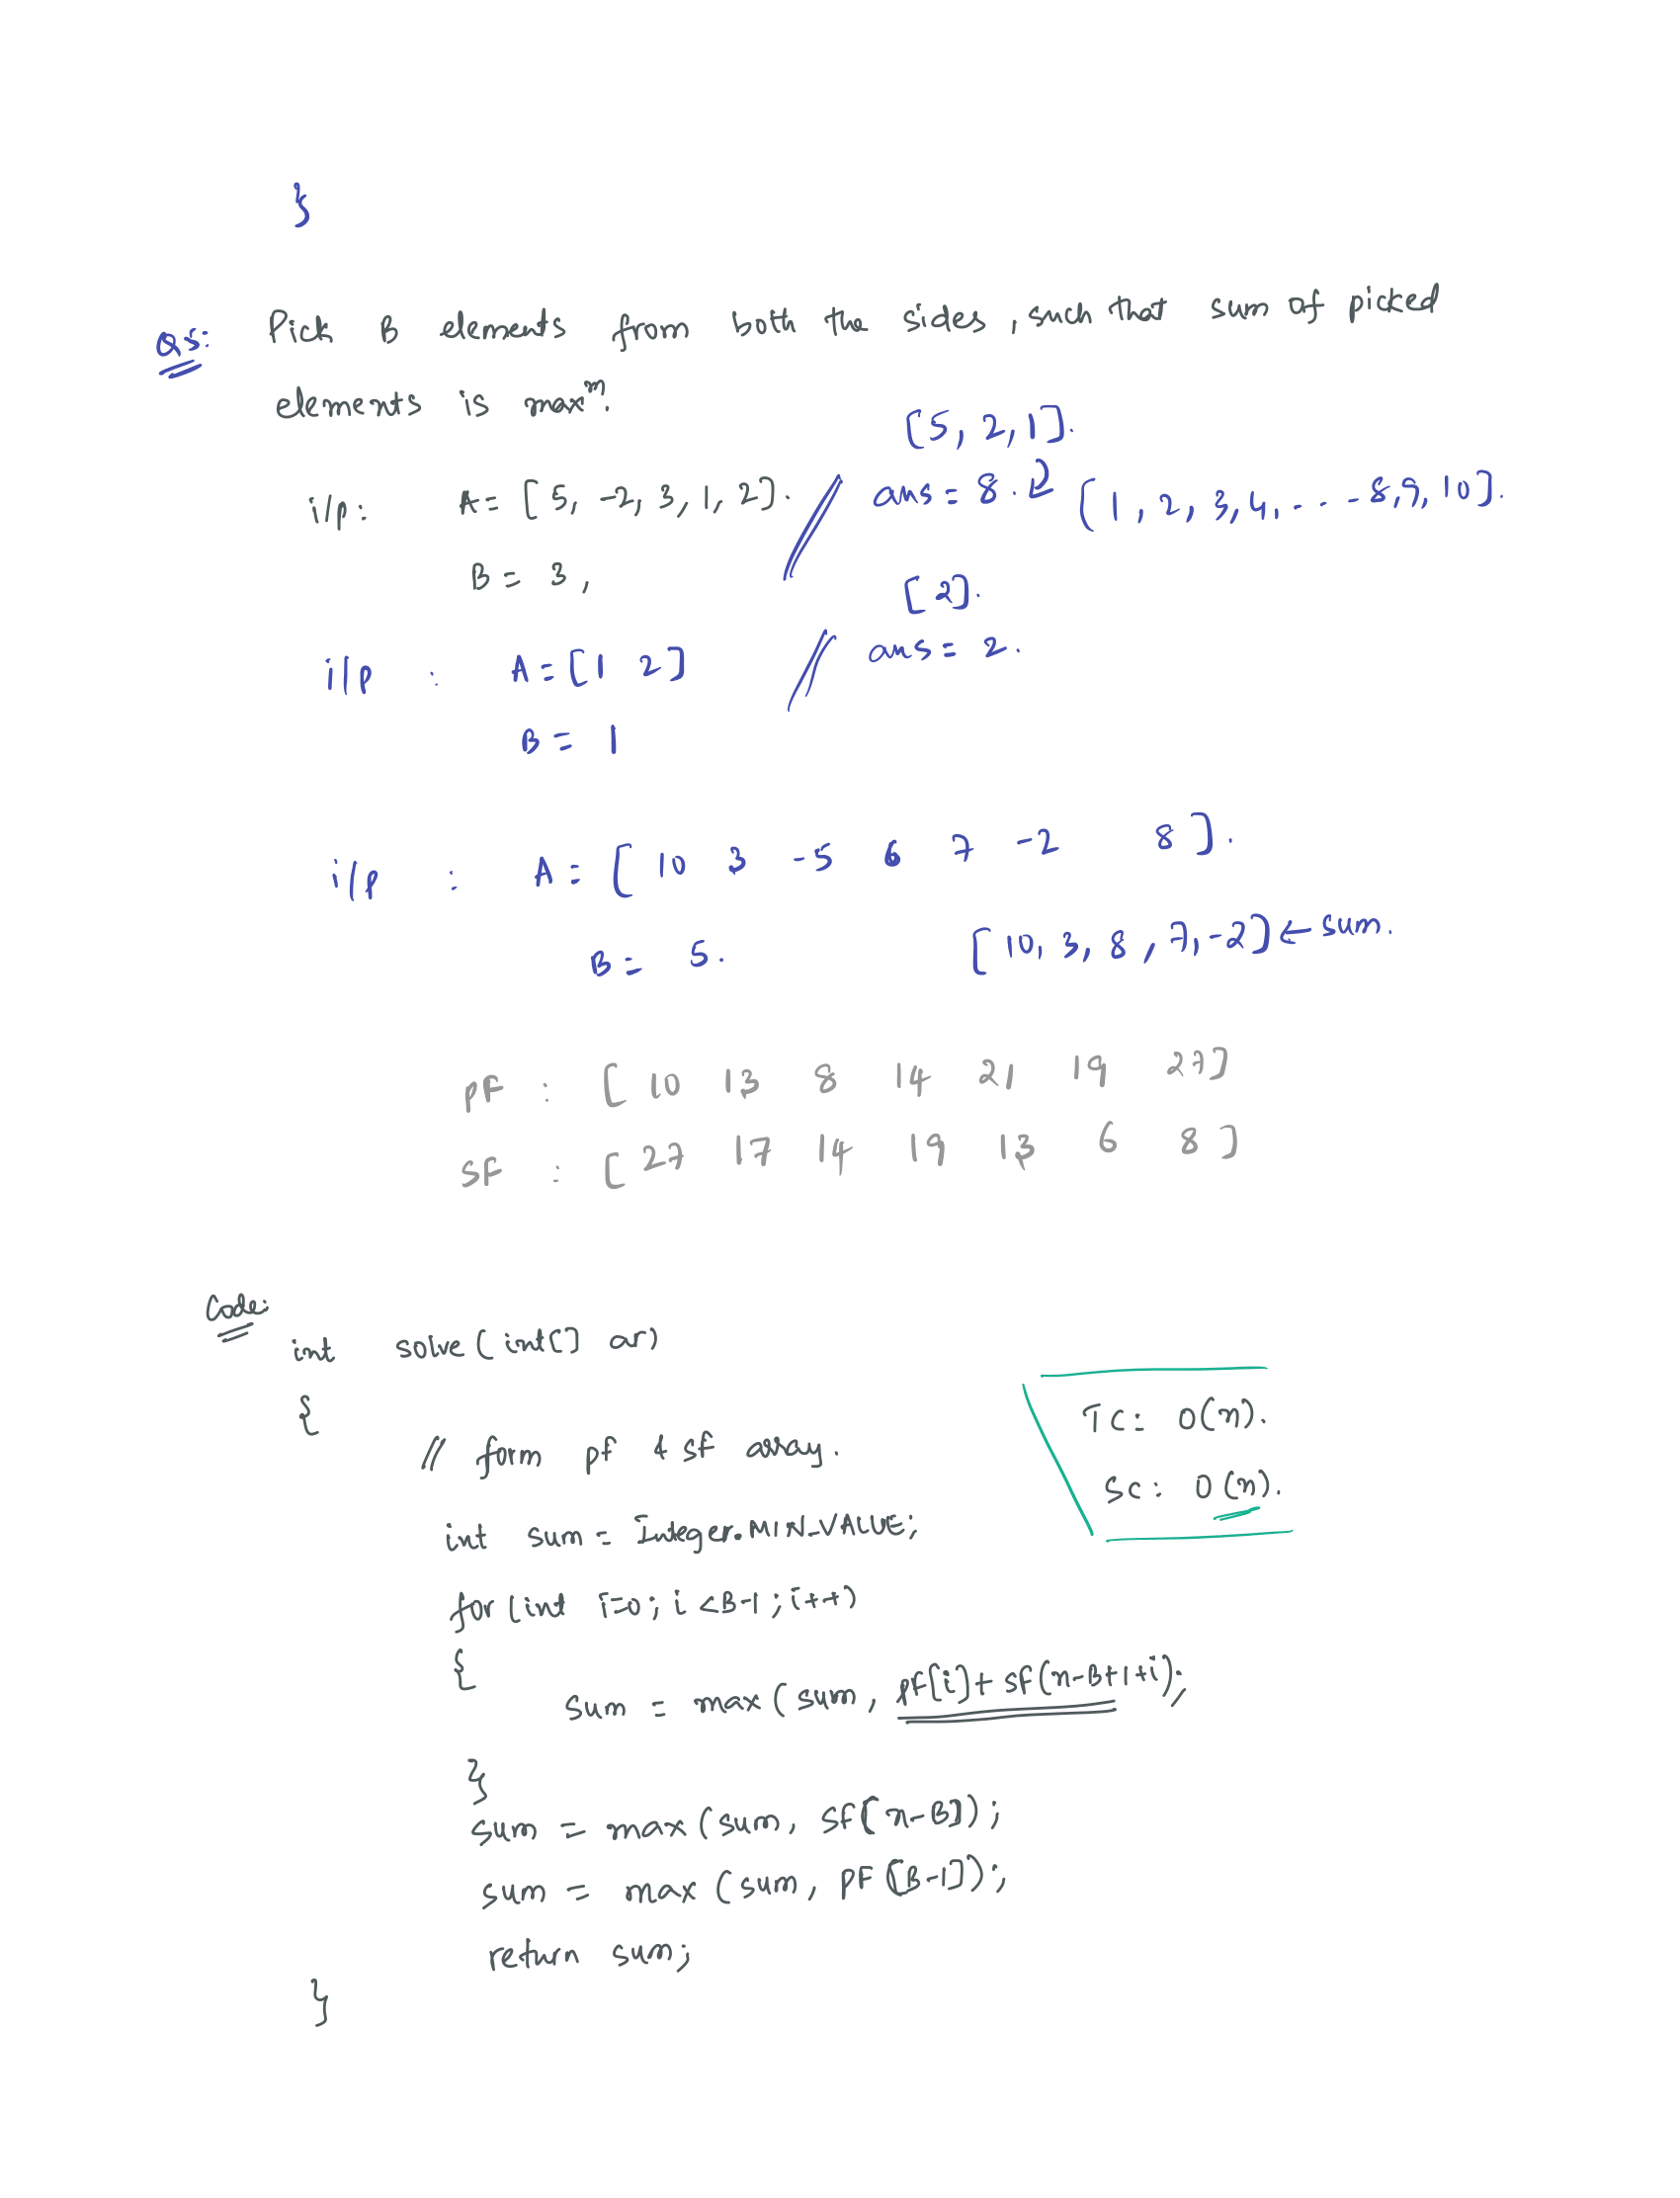 }
Q5: Pick B elements from both the sides, such that sum of picked
elements is maxᵐ.
[5, 2, 1].
i/p: A = [5, -2, 3, 1, 2]. // ans = 8. [1, 2, 3, 4, . . - 8, 9, 10].
B = 3,
[2].
i/p : A = [1 2] // ans = 2.
B = 1
i/p : A = [10 3 -5 6 7 -2 8].
B = 5. [10, 3, 8, 7, -2] ← sum.
PF : [10 13 8 14 21 19 27]
SF : [27 17 14 19 13 6 8]
Code:
int solve(int[] ar)
{
TC: O(n).
// form pf & sf array.
SC: O(n).
int sum = Integer.MIN_VALUE;
for(int i=0; i<B-1; i++)
{
sum = max(sum, pf[i]+ sf(n-B+1+i);
}
sum = max(sum, sf[n-B]);
sum = max(sum, PF[B-1]);
return sum;
}